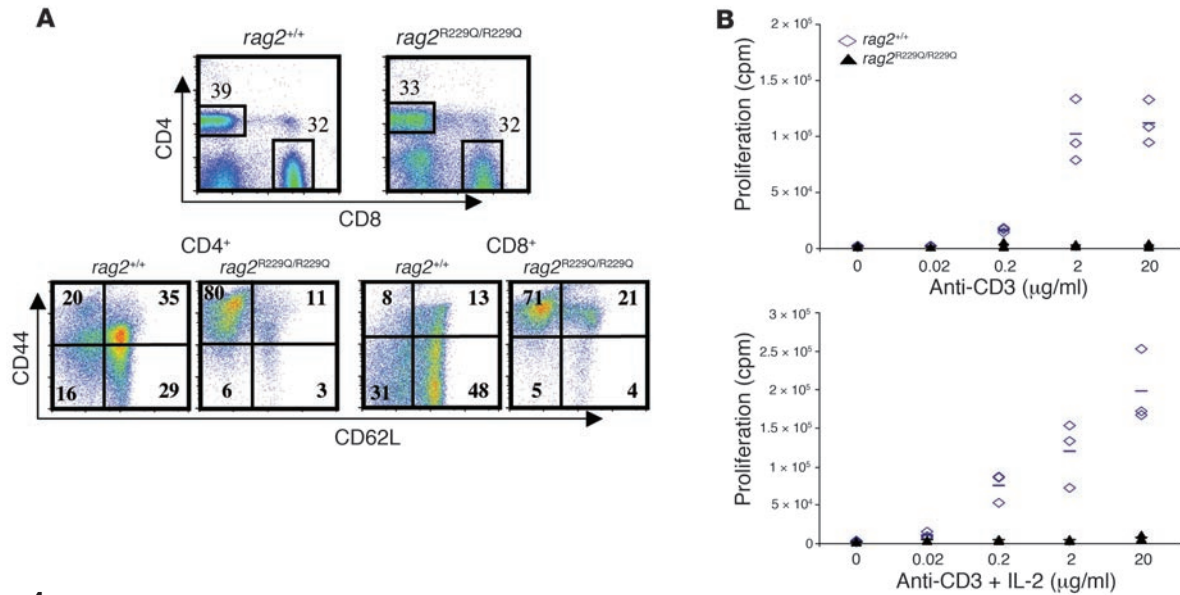 A
rag2+/+
rag2R229Q/R229Q
39
32
33
32
CD4
CD8
CD4+
CD8+
rag2+/+
rag2R229Q/R229Q
rag2+/+
rag2R229Q/R229Q
20
35
16
29
80
11
6
3
8
13
31
48
71
21
5
4
CD44
CD62L
B
rag2+/+
rag2R229Q/R229Q
Proliferation (cpm)
2 × 10⁵
1.5 × 10⁵
1 × 10⁵
5 × 10⁴
0
0 0.02 0.2 2 20
Anti-CD3 (μg/ml)
Proliferation (cpm)
3 × 10⁵
2.5 × 10⁵
2 × 10⁵
1.5 × 10⁵
1 × 10⁵
5 × 10⁴
0
0 0.02 0.2 2 20
Anti-CD3 + IL-2 (μg/ml)